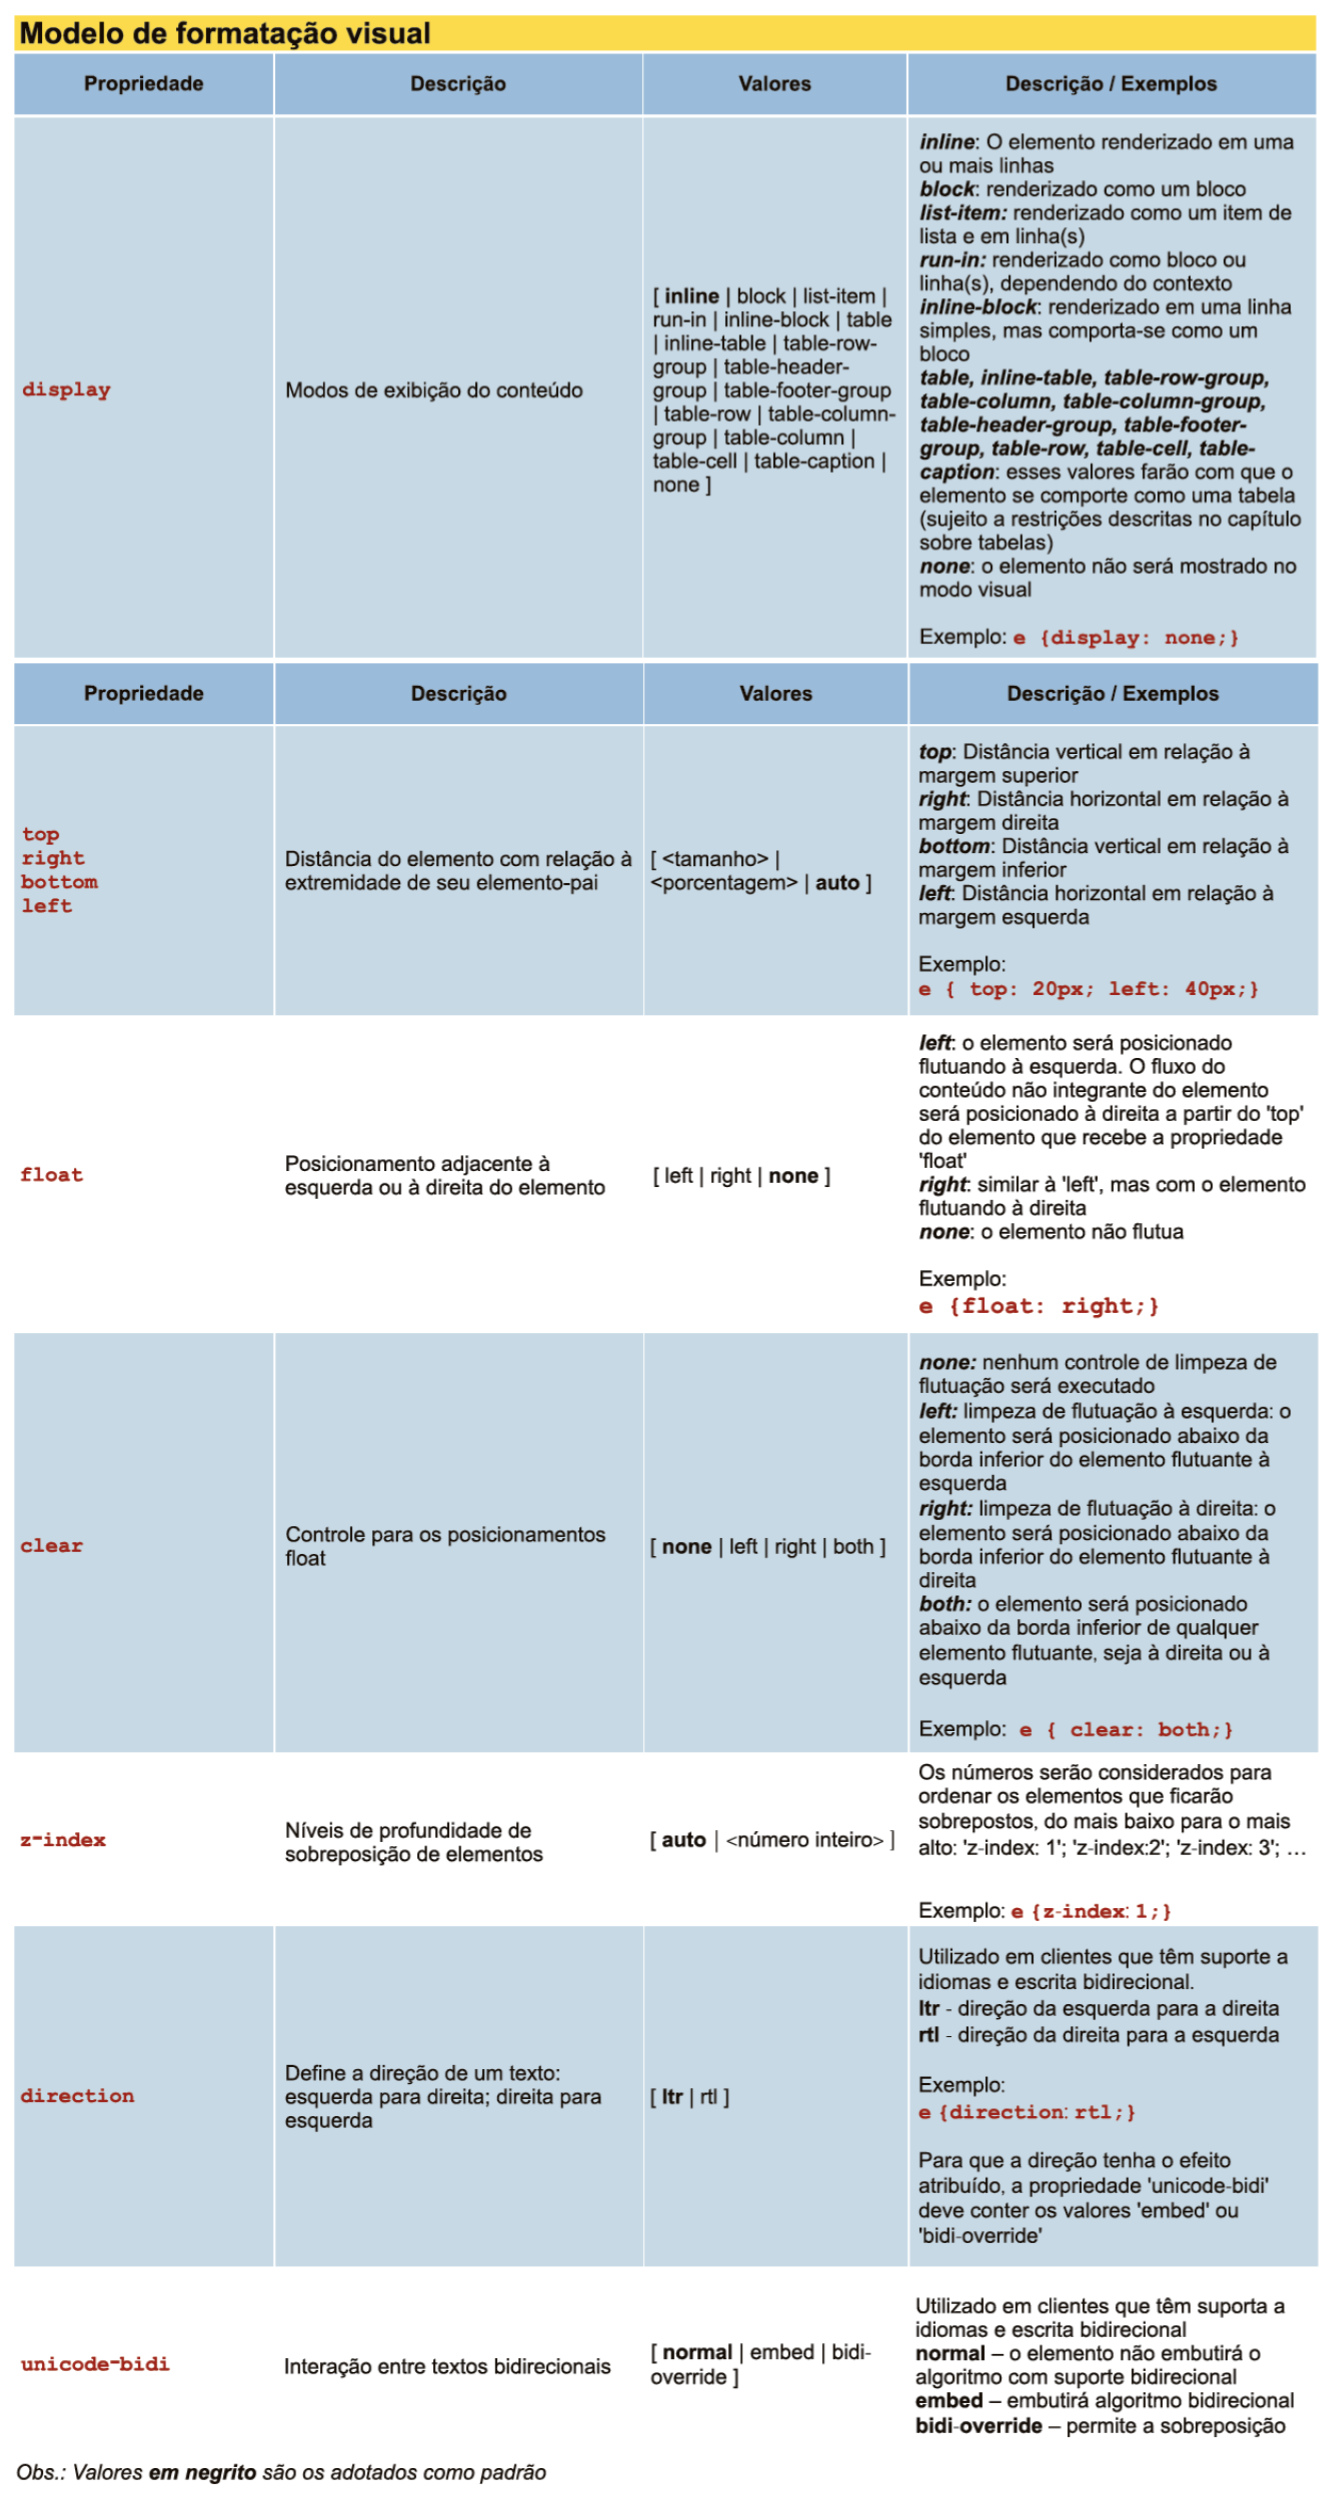 Modelo de formatação visual
Propriedade
Descrição
Valores
Descrição / Exemplos
display
Modos de exibição do conteúdo
[ inline | block | list-item |
run-in | inline-block | table
| inline-table | table-row-
group | table-header-
group | table-footer-group
| table-row | table-column-
group | table-column |
table-cell | table-caption |
none ]
inline: O elemento renderizado em uma
ou mais linhas
block: renderizado como um bloco
list-item: renderizado como um item de
lista e em linha(s)
run-in: renderizado como bloco ou
linha(s), dependendo do contexto
inline-block: renderizado em uma linha
simples, mas comporta-se como um
bloco
table, inline-table, table-row-group,
table-column, table-column-group,
table-header-group, table-footer-
group, table-row, table-cell, table-
caption: esses valores farão com que o
elemento se comporte como uma tabela
(sujeito a restrições descritas no capítulo
sobre tabelas)
none: o elemento não será mostrado no
modo visual
Exemplo: e {display: none;}
Propriedade
Descrição
Valores
Descrição / Exemplos
top
right
bottom
left
Distância do elemento com relação à
extremidade de seu elemento-pai
[ <tamanho> |
<porcentagem> | auto ]
top: Distância vertical em relação à
margem superior
right: Distância horizontal em relação à
margem direita
bottom: Distância vertical em relação à
margem inferior
left: Distância horizontal em relação à
margem esquerda
Exemplo:
e { top: 20px; left: 40px;}
float
Posicionamento adjacente à
esquerda ou à direita do elemento
[ left | right | none ]
left: o elemento será posicionado
flutuando à esquerda. O fluxo do
conteúdo não integrante do elemento
será posicionado à direita a partir do 'top'
do elemento que recebe a propriedade
'float'
right: similar à 'left', mas com o elemento
flutuando à direita
none: o elemento não flutua
Exemplo:
e {float: right;}
clear
Controle para os posicionamentos
float
[ none | left | right | both ]
none: nenhum controle de limpeza de
flutuação será executado
left: limpeza de flutuação à esquerda: o
elemento será posicionado abaixo da
borda inferior do elemento flutuante à
esquerda
right: limpeza de flutuação à direita: o
elemento será posicionado abaixo da
borda inferior do elemento flutuante à
direita
both: o elemento será posicionado
abaixo da borda inferior de qualquer
elemento flutuante, seja à direita ou à
esquerda
Exemplo: e { clear: both;}
z-index
Níveis de profundidade de
sobreposição de elementos
[ auto | <número inteiro> ]
Os números serão considerados para
ordenar os elementos que ficarão
sobrepostos, do mais baixo para o mais
alto: 'z-index: 1'; 'z-index:2'; 'z-index: 3'; …
Exemplo: e {z-index: 1;}
direction
Define a direção de um texto:
esquerda para direita; direita para
esquerda
[ ltr | rtl ]
Utilizado em clientes que têm suporte a
idiomas e escrita bidirecional.
ltr - direção da esquerda para a direita
rtl - direção da direita para a esquerda
Exemplo:
e {direction: rtl;}
Para que a direção tenha o efeito
atribuído, a propriedade 'unicode-bidi'
deve conter os valores 'embed' ou
'bidi-override'
unicode-bidi
Interação entre textos bidirecionais
[ normal | embed | bidi-
override ]
Utilizado em clientes que têm suporta a
idiomas e escrita bidirecional
normal – o elemento não embutirá o
algoritmo com suporte bidirecional
embed – embutirá algoritmo bidirecional
bidi-override – permite a sobreposição
Obs.: Valores em negrito são os adotados como padrão